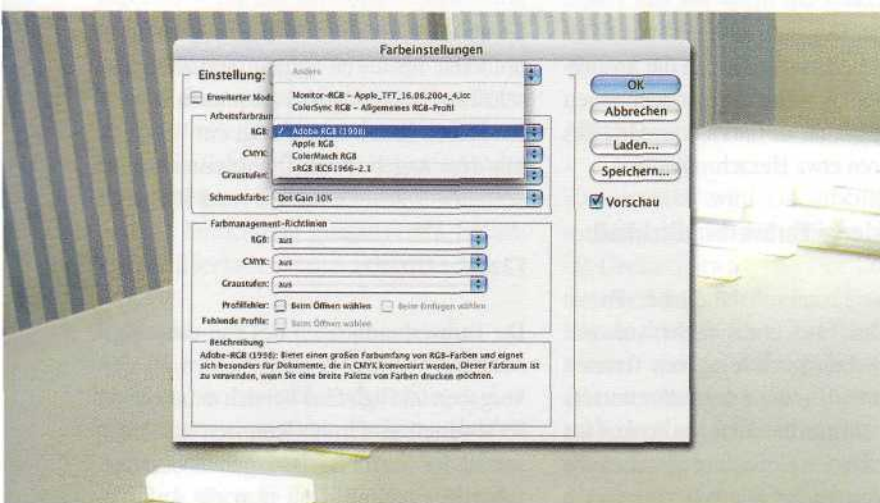 Farbeinstellungen
Einstellung: Andere
Erweiterter Mod
Monitor-RGB – Apple_TFT_16.06.2004_4.icc
ColorSync RGB – Allgemeines RGB-Profil
Arbeitsfarbraum
RGB: ✓ Adobe RGB (1998)
Apple RGB
CMYK: ColorMatch RGB
sRGB IEC61966-2.1
Graustufen:
Schmuckfarbe: Dot Gain 10%
Farbmanagement-Richtlinien
RGB: aus
CMYK: aus
Graustufen: aus
Profilfehler: Beim Öffnen wählen Beim Einfügen wählen
Fehlende Profile: Beim Öffnen wählen
Beschreibung
Adobe-RGB (1998): Bietet einen großen Farbumfang von RGB-Farben und eignet
sich besonders für Dokumente, die in CMYK konvertiert werden. Dieser Farbraum ist
zu verwenden, wenn Sie eine breite Palette von Farben drucken möchten.
OK
Abbrechen
Laden...
Speichern...
Vorschau